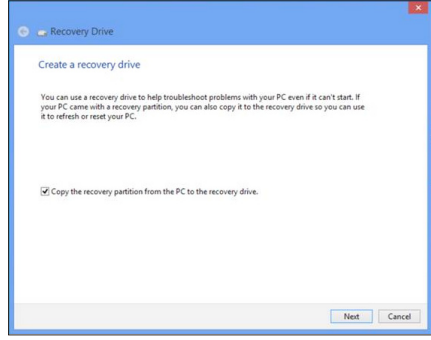 Recovery Drive
Create a recovery drive
You can use a recovery drive to help troubleshoot problems with your PC even if it can't start. If
your PC came with a recovery partition, you can also copy it to the recovery drive so you can use
it to refresh or reset your PC.
Copy the recovery partition from the PC to the recovery drive.
Next Cancel